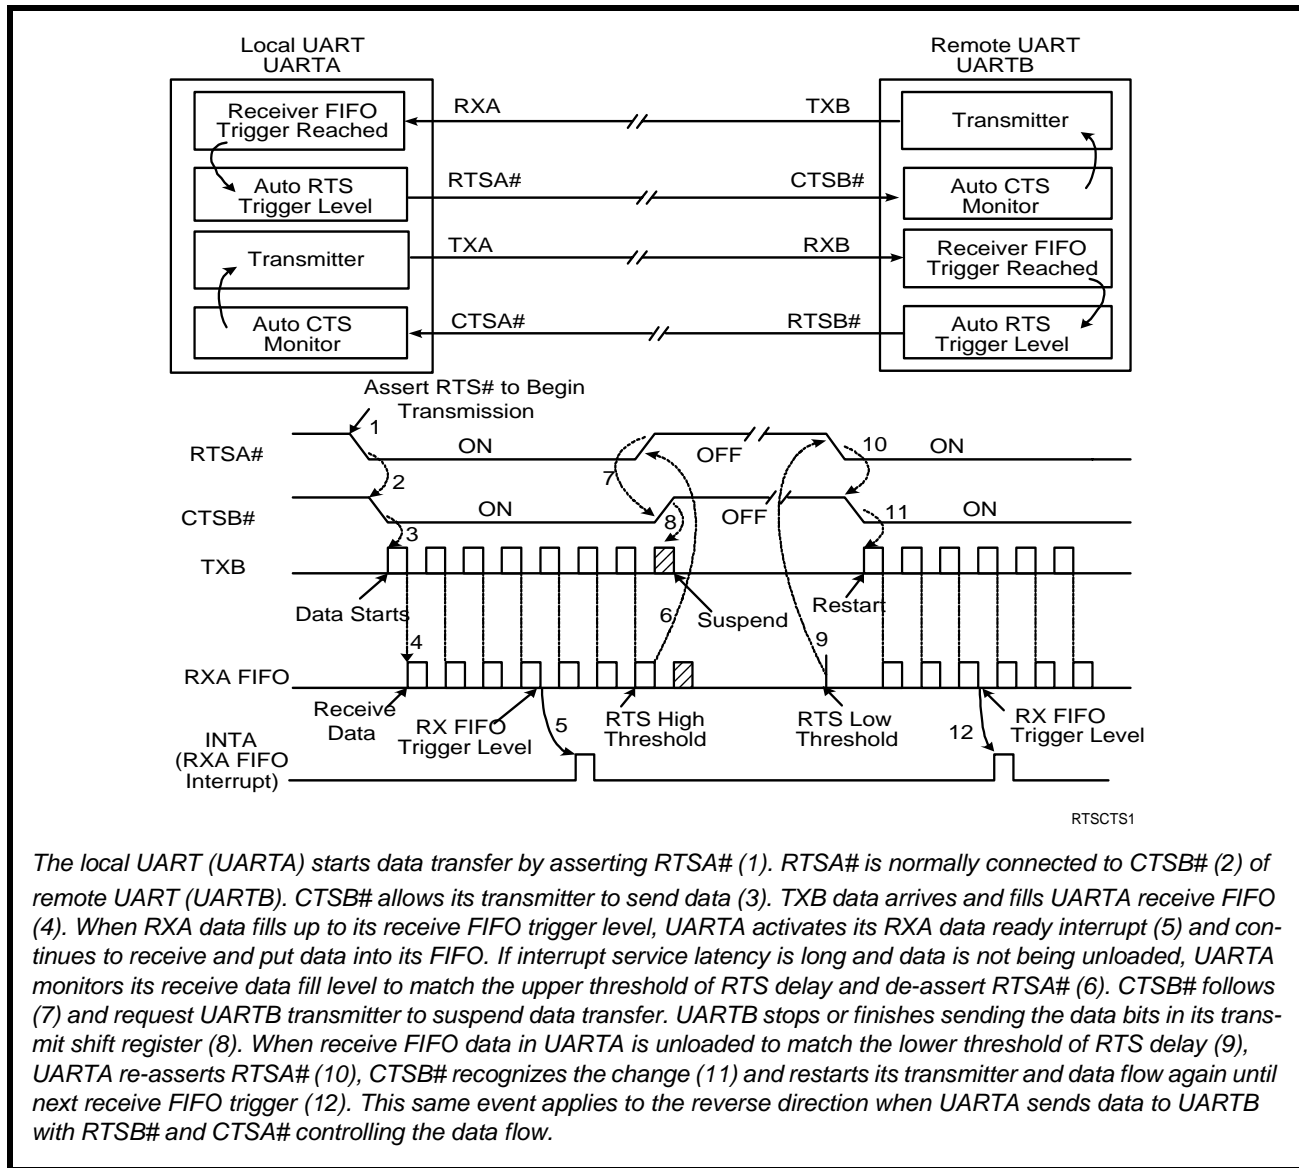 Local UART
UARTA
Remote UART
UARTB
Receiver FIFO
Trigger Reached
RXA
TXB
Transmitter
Auto RTS
Trigger Level
RTSA#
CTSB#
Auto CTS
Monitor
Transmitter
TXA
RXB
Receiver FIFO
Trigger Reached
Auto CTS
Monitor
CTSA#
RTSB#
Auto RTS
Trigger Level
Assert RTS# to Begin
Transmission
1
RTSA#
ON
OFF
10
ON
2
7
CTSB#
ON
8
OFF
11
ON
3
TXB
Data Starts
6
Suspend
Restart
4
9
RXA FIFO
Receive
Data
RX FIFO
Trigger Level
5
RTS High
Threshold
RTS Low
Threshold
12
RX FIFO
Trigger Level
INTA
(RXA FIFO
Interrupt)
RTSCTS1
The local UART (UARTA) starts data transfer by asserting RTSA# (1). RTSA# is normally connected to CTSB# (2) of
remote UART (UARTB). CTSB# allows its transmitter to send data (3). TXB data arrives and fills UARTA receive FIFO
(4). When RXA data fills up to its receive FIFO trigger level, UARTA activates its RXA data ready interrupt (5) and con-
tinues to receive and put data into its FIFO. If interrupt service latency is long and data is not being unloaded, UARTA
monitors its receive data fill level to match the upper threshold of RTS delay and de-assert RTSA# (6). CTSB# follows
(7) and request UARTB transmitter to suspend data transfer. UARTB stops or finishes sending the data bits in its trans-
mit shift register (8). When receive FIFO data in UARTA is unloaded to match the lower threshold of RTS delay (9),
UARTA re-asserts RTSA# (10), CTSB# recognizes the change (11) and restarts its transmitter and data flow again until
next receive FIFO trigger (12). This same event applies to the reverse direction when UARTA sends data to UARTB
with RTSB# and CTSA# controlling the data flow.